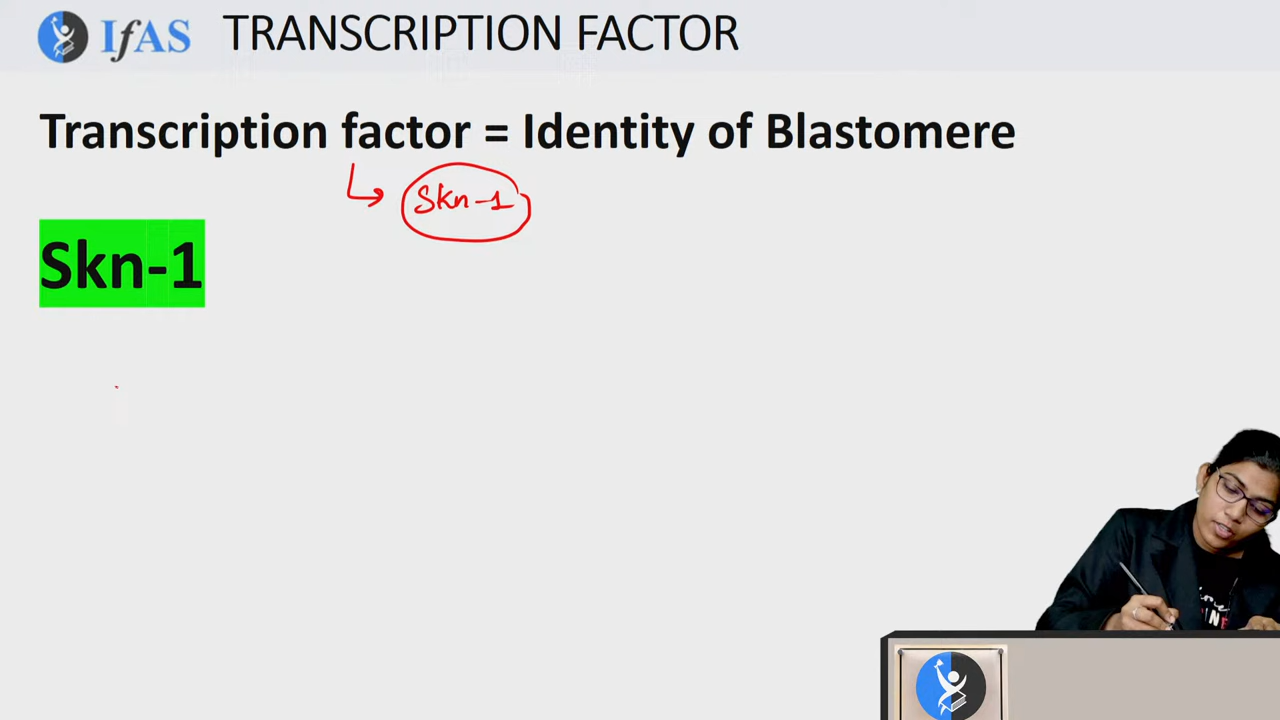 IfAS TRANSCRIPTION FACTOR
Transcription factor = Identity of Blastomere
Skn-1
Skn-1